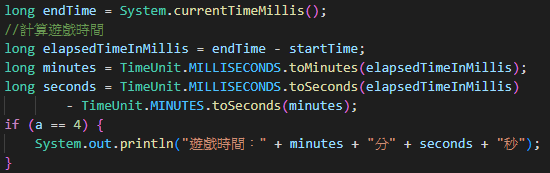 long endTime = System.currentTimeMillis();
//計算遊戲時間
long elapsedTimeInMillis = endTime - startTime;
long minutes = TimeUnit.MILLISECONDS.toMinutes(elapsedTimeInMillis);
long seconds = TimeUnit.MILLISECONDS.toSeconds(elapsedTimeInMillis)
        - TimeUnit.MINUTES.toSeconds(minutes);
if (a == 4) {
    System.out.println("遊戲時間：" + minutes + "分" + seconds + "秒");
}